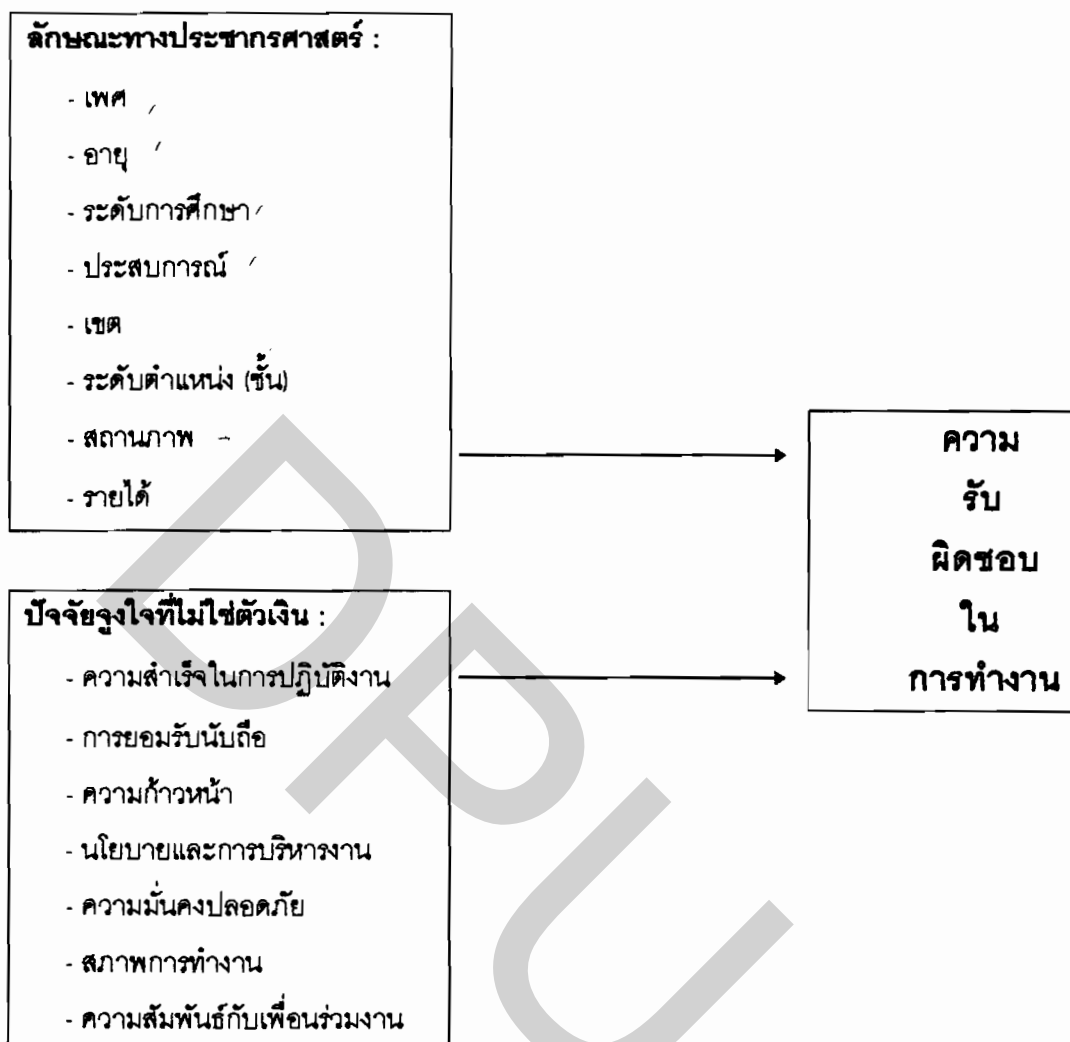 ลักษณะทางประชากรศาสตร์ :
- เพศ
- อายุ
- ระดับการศึกษา
- ประสบการณ์
- เขต
- ระดับตำแหน่ง (ชั้น)
- สถานภาพ
- รายได้
ปัจจัยจูงใจที่ไม่ใช่ตัวเงิน :
- ความสำเร็จในการปฏิบัติงาน
- การยอมรับนับถือ
- ความก้าวหน้า
- นโยบายและการบริหารงาน
- ความมั่นคงปลอดภัย
- สภาพการทำงาน
- ความสัมพันธ์กับเพื่อนร่วมงาน
ความ
รับ
ผิดชอบ
ใน
การทำงาน
DPU